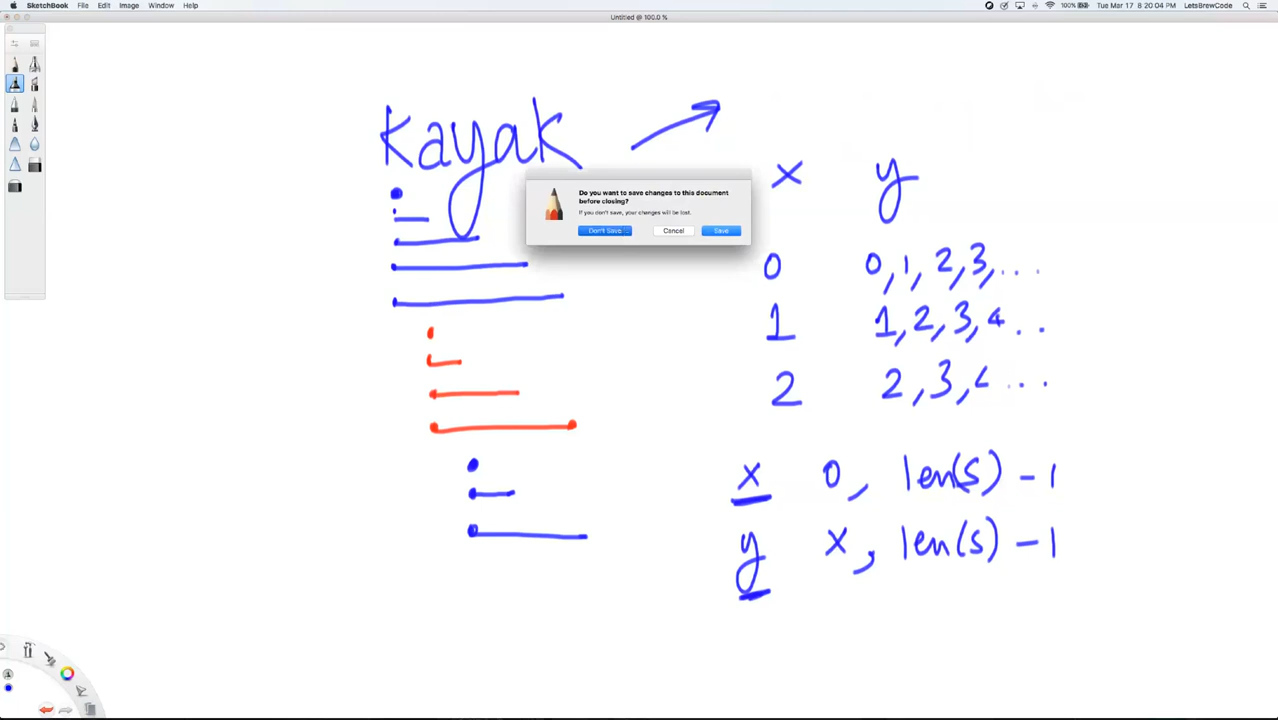 SketchBook File Edit Image Window Help
100% Tue Mar 17 8:20:04 PM LetsBrewCode
Untitled @ 100.0 %
Kayak
Do you want to save changes to this document
before closing?
If you don't save, your changes will be lost.
Don't Save
Cancel
Save
x y
0 0, 1, 2, 3, ...
1 1, 2, 3, 4 ..
2 2, 3, 4 ...
x 0, len(s) - 1
y x, len(s) - 1